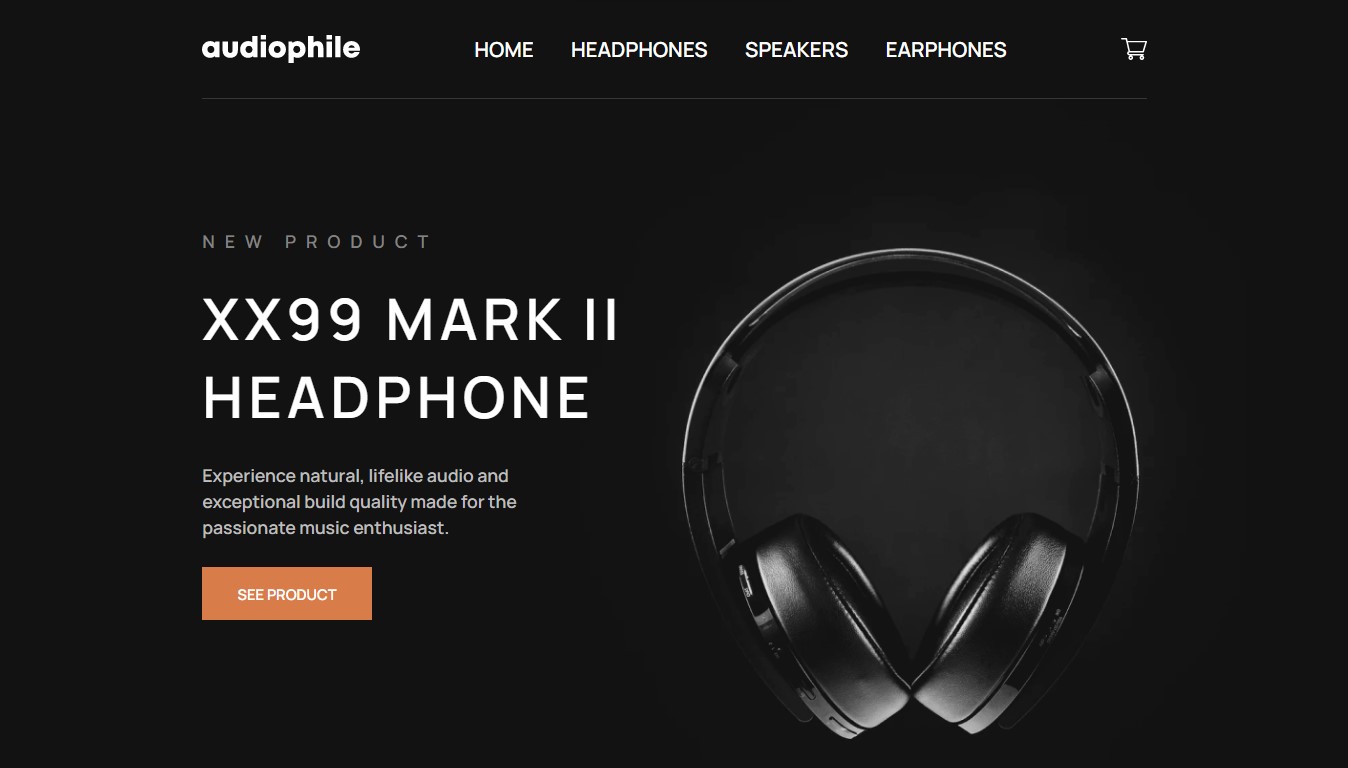 audiophile HOME HEADPHONES SPEAKERS EARPHONES
NEW PRODUCT
XX99 MARK II
HEADPHONE
Experience natural, lifelike audio and
exceptional build quality made for the
passionate music enthusiast.
SEE PRODUCT